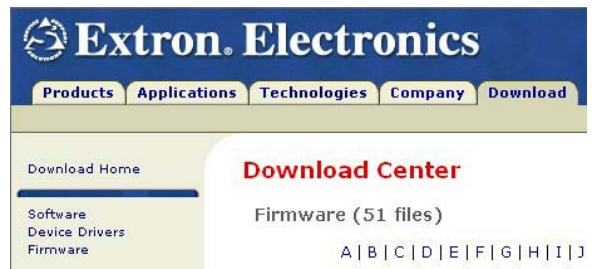 Extron. Electronics
Products Applications Technologies Company Download
Download Home
Download Center
Software
Device Drivers
Firmware
Firmware (51 files)
A | B | C | D | E | F | G | H | I | J